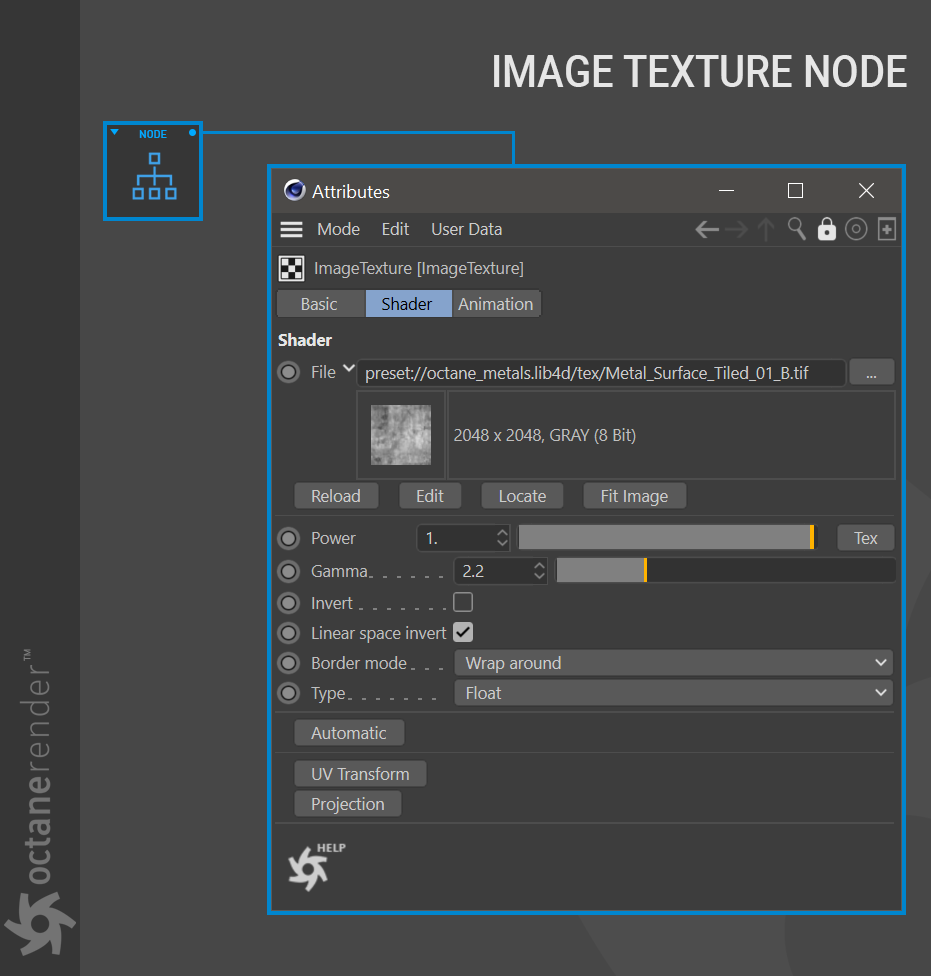 IMAGE TEXTURE NODE
NODE
Attributes
Mode Edit User Data
ImageTexture [ImageTexture]
Basic Shader Animation
Shader
File preset://octane_metals.lib4d/tex/Metal_Surface_Tiled_01_B.tif ...
2048 x 2048, GRAY (8 Bit)
Reload Edit Locate Fit Image
Power 1. Tex
Gamma 2.2
Invert
Linear space invert
Border mode Wrap around
Type Float
Automatic
UV Transform
Projection
HELP
octanerender™